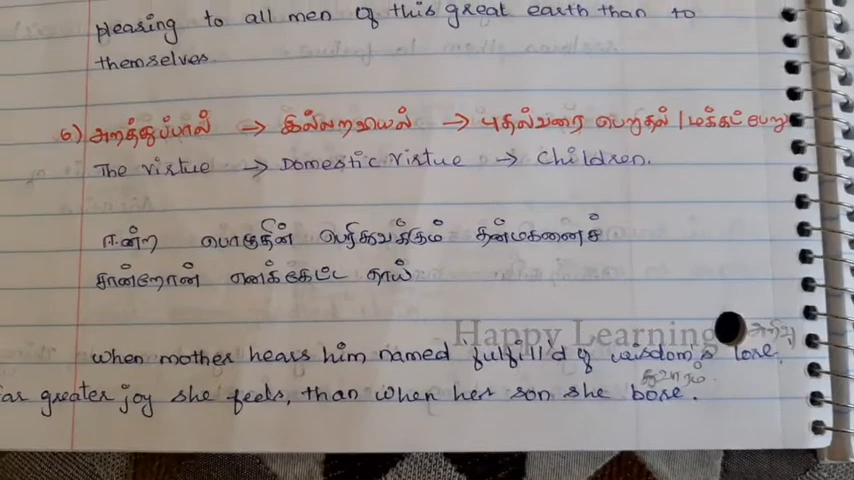 pleasing to all men of this great earth than to
themselves.
6) அறத்துப்பால் → இல்லறவியல் → புதல்வரை பெறுதல் / மக்கட்பேறு
The virtue → Domestic virtue → Children.
ஈன்ற பொழுதின் பெரிதுவக்கும் தன்மகனைச்
சான்றோன் எனக்கேட்ட தாய்
Happy Learning
அறிவு
When mother hears him named fulfill'd of wisdom's lore,
far greater joy she feels, than when her son she bore.